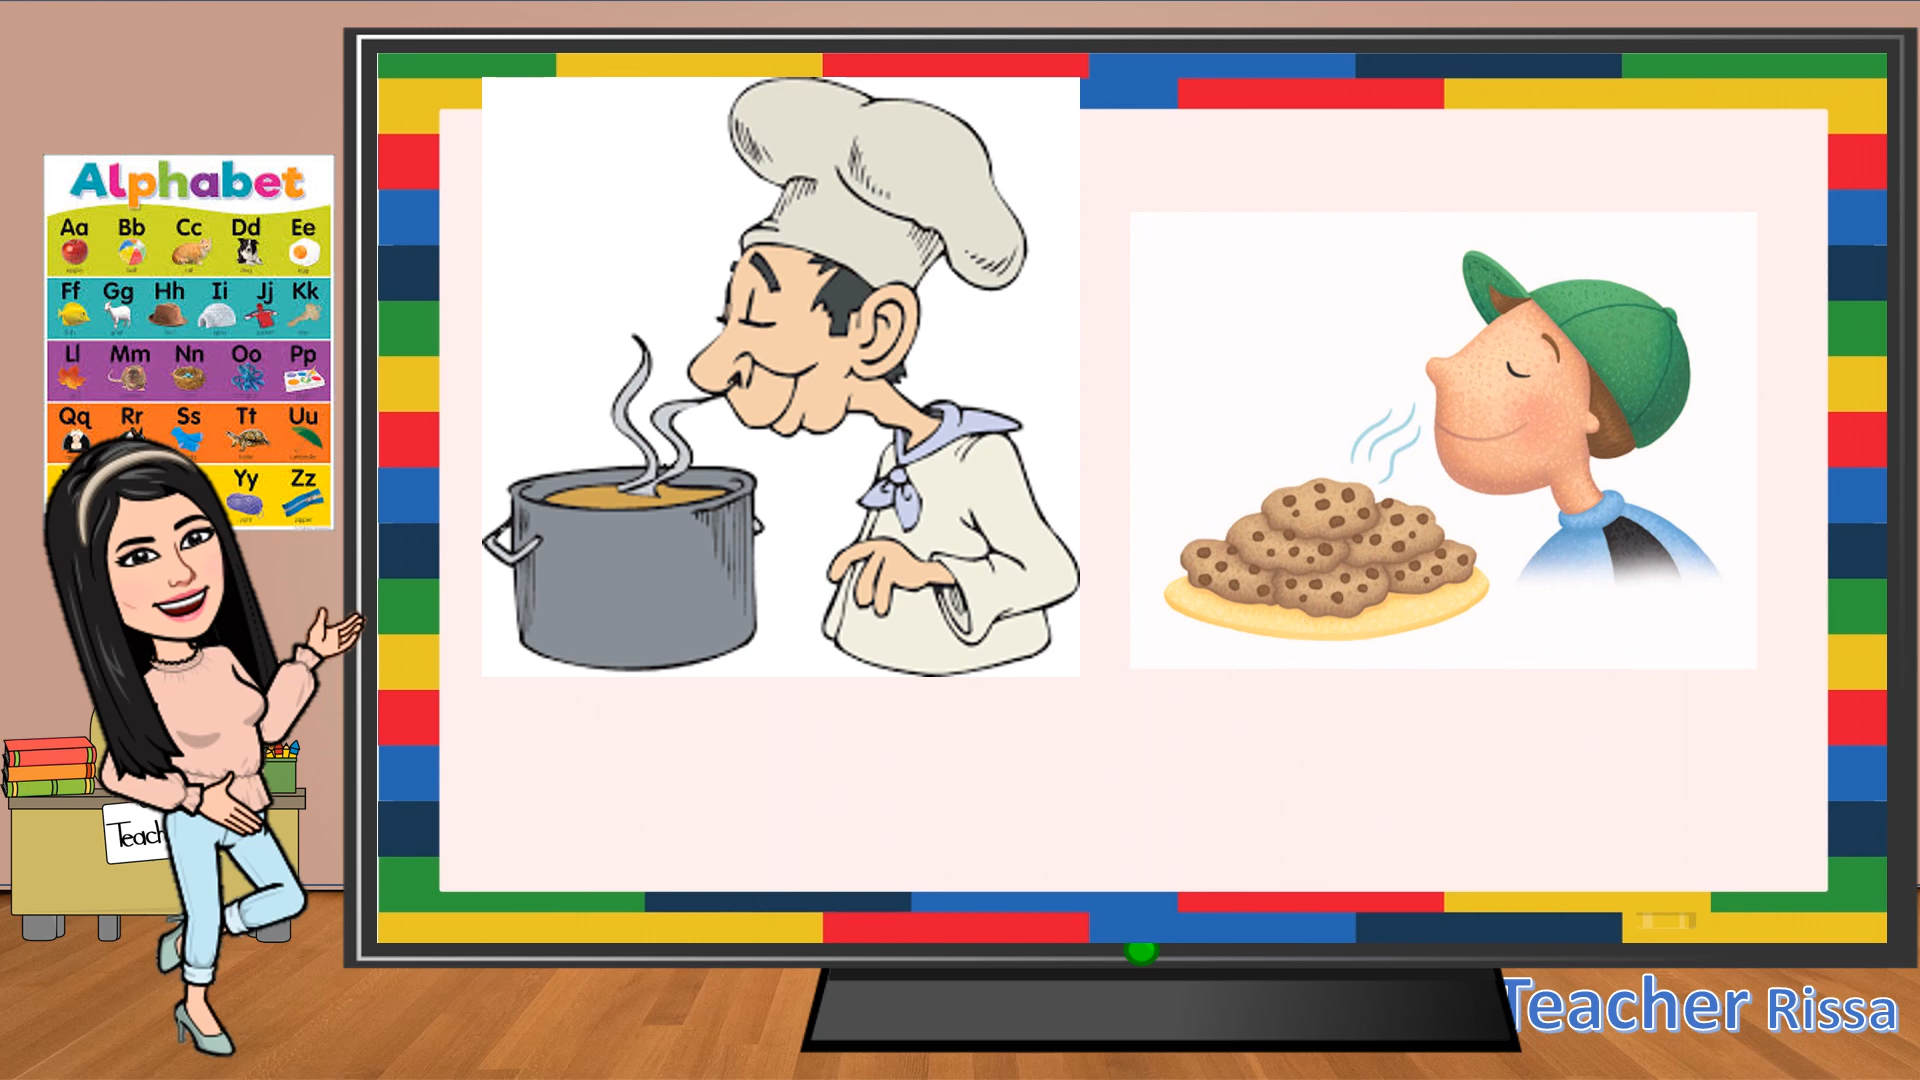 Alphabet
Aa Bb Cc Dd Ee
Ff Gg Hh Ii Jj Kk
Ll Mm Nn Oo Pp
Qq Rr Ss Tt Uu
Yy Zz
Teach
Teacher Rissa